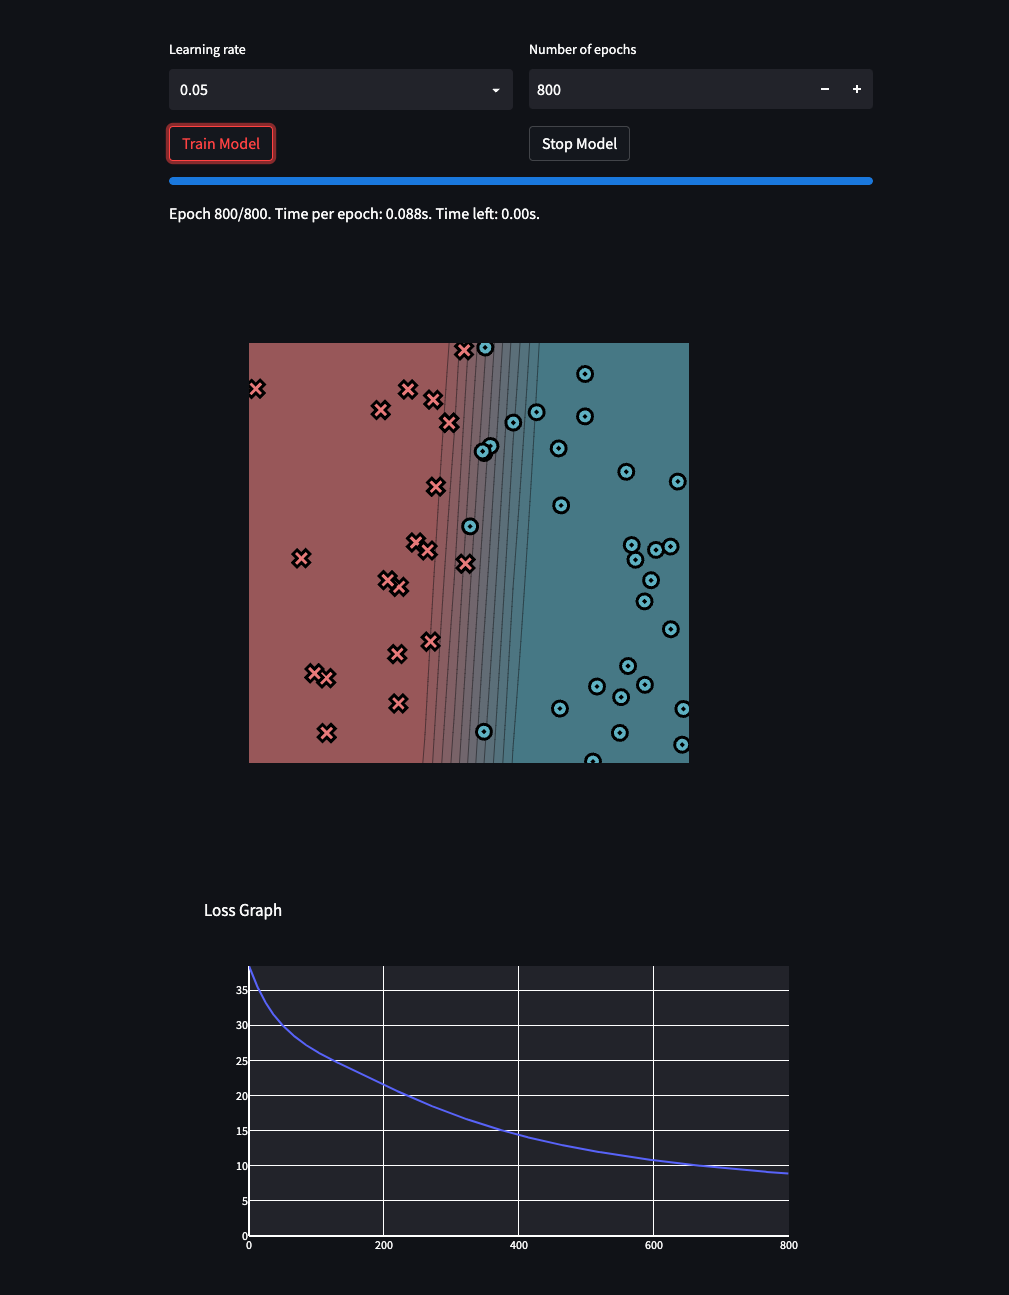 Learning rate
Number of epochs
0.05
800
Train Model
Stop Model
Epoch 800/800. Time per epoch: 0.088s. Time left: 0.00s.
Loss Graph
35
30
25
20
15
10
5
0
0 200 400 600 800